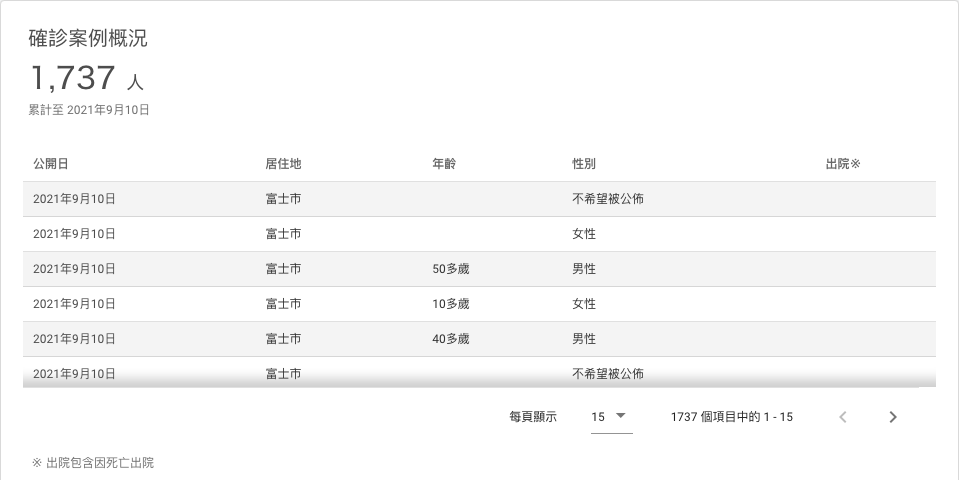 確診案例概況
1,737 人
累計至 2021年9月10日
公開日 居住地 年齡 性別 出院※
2021年9月10日 富士市 不希望被公佈
2021年9月10日 富士市 女性
2021年9月10日 富士市 50多歲 男性
2021年9月10日 富士市 10多歲 女性
2021年9月10日 富士市 40多歲 男性
2021年9月10日 富士市 不希望被公佈
每頁顯示 15 1737 個項目中的 1 - 15
※ 出院包含因死亡出院